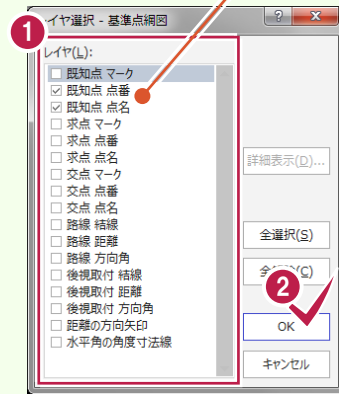 1
レイヤ選択 - 基準点網図
レイヤ(L):
既知点 マーク
既知点 点番
既知点 点名
求点 マーク
求点 点番
求点 点名
交点 マーク
交点 点番
交点 点名
路線 結線
路線 距離
路線 方向角
後視取付 結線
後視取付 距離
後視取付 方向角
距離の方向矢印
水平角の角度寸法線
詳細表示(D)...
全選択(S)
(C)
2
OK
キャンセル